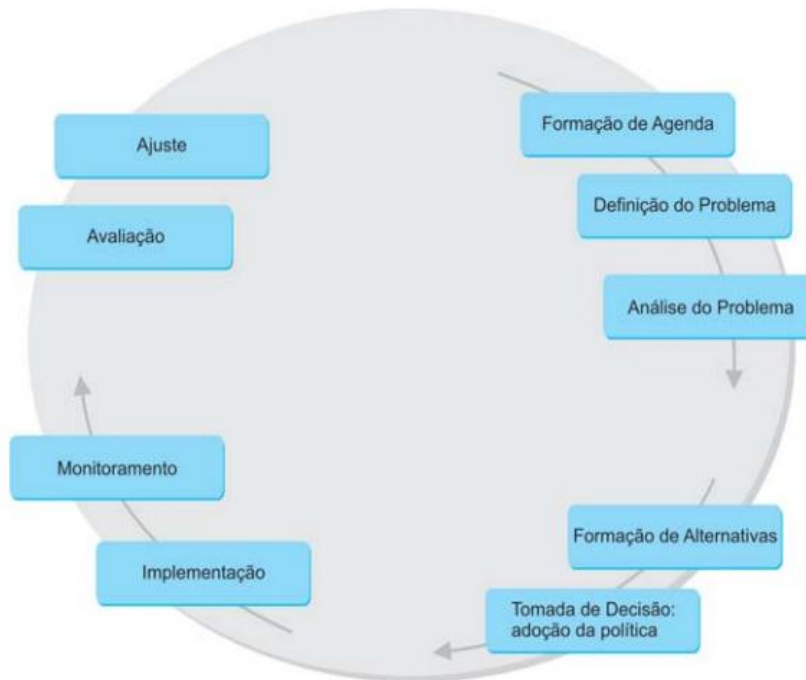 Formação de Agenda
Definição do Problema
Análise do Problema
Formação de Alternativas
Tomada de Decisão:
adoção da política
Implementação
Monitoramento
Avaliação
Ajuste